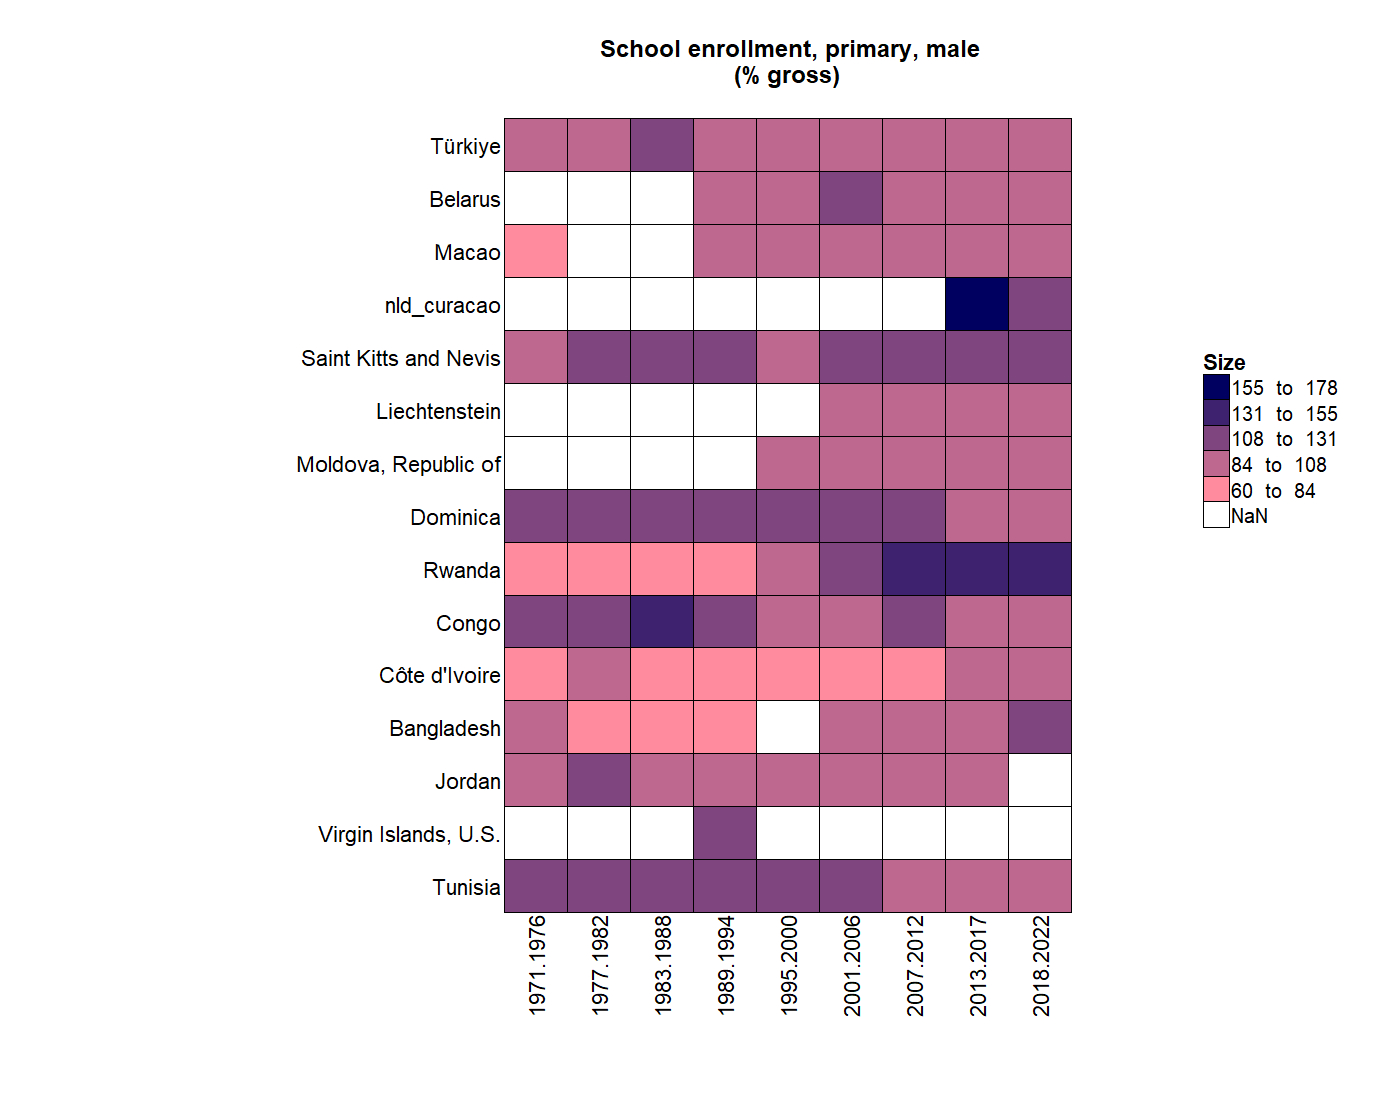 School enrollment, primary, male
(% gross)
Türkiye
Belarus
Macao
nld_curacao
Saint Kitts and Nevis
Liechtenstein
Moldova, Republic of
Dominica
Rwanda
Congo
Côte d'Ivoire
Bangladesh
Jordan
Virgin Islands, U.S.
Tunisia
1971.1976
1977.1982
1983.1988
1989.1994
1995.2000
2001.2006
2007.2012
2013.2017
2018.2022
Size
155 to 178
131 to 155
108 to 131
84 to 108
60 to 84
NaN